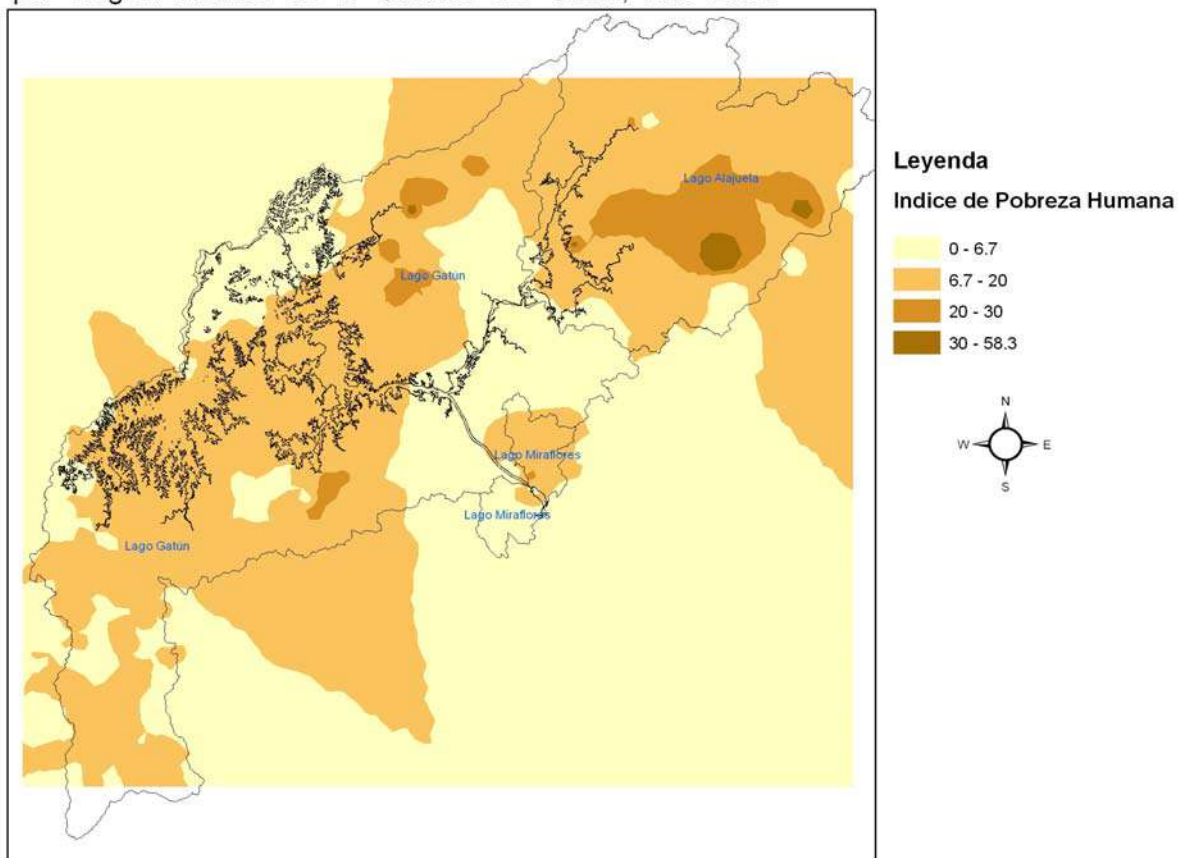 Leyenda
Indice de Pobreza Humana
0 - 6.7
6.7 - 20
20 - 30
30 - 58.3
N
W
E
S
Lago Alajuela
Lago Gatún
Lago Miraflores
Lago Miraflores
Lago Gatún